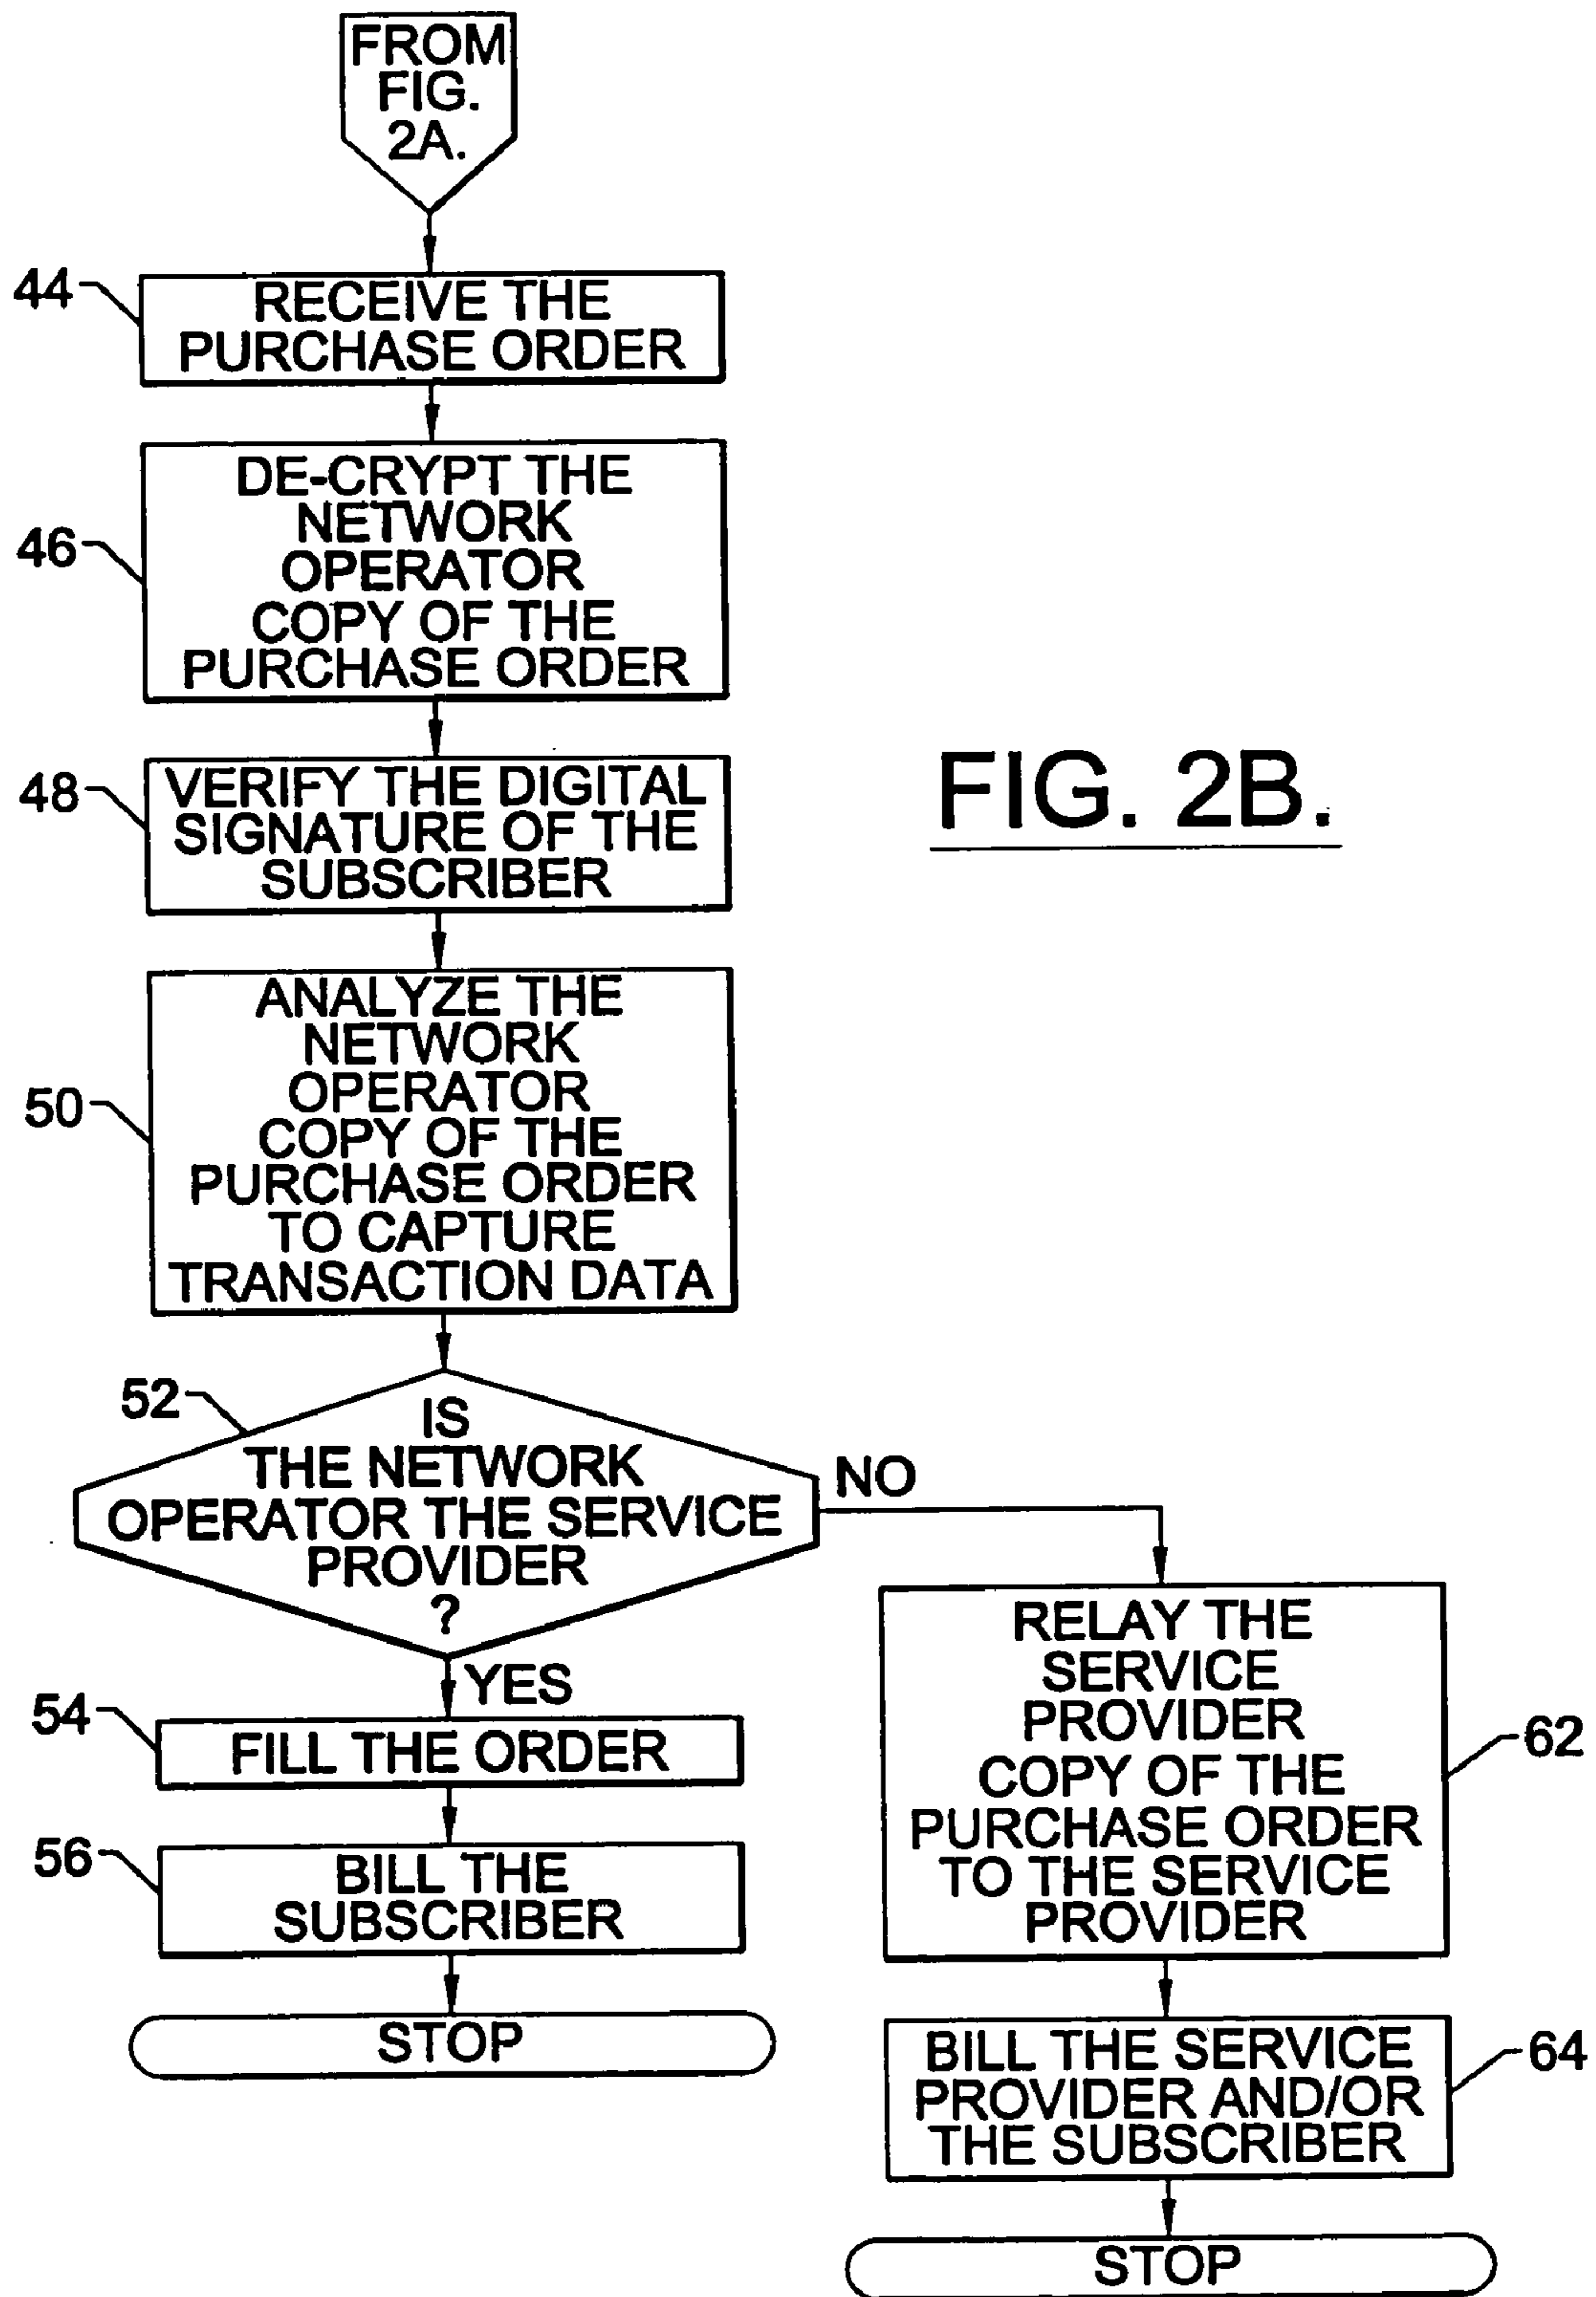 FROM
FIG.
2A.
44
RECEIVE THE
PURCHASE ORDER
46
DE-CRYPT THE
NETWORK
OPERATOR
COPY OF THE
PURCHASE ORDER
48
VERIFY THE DIGITAL
SIGNATURE OF THE
SUBSCRIBER
FIG. 2B.
50
ANALYZE THE
NETWORK
OPERATOR
COPY OF THE
PURCHASE ORDER
TO CAPTURE
TRANSACTION DATA
52
IS
THE NETWORK
OPERATOR THE SERVICE
PROVIDER
?
NO
YES
54
FILL THE ORDER
56
BILL THE
SUBSCRIBER
STOP
RELAY THE
SERVICE
PROVIDER
COPY OF THE
PURCHASE ORDER
TO THE SERVICE
PROVIDER
62
BILL THE SERVICE
PROVIDER AND/OR
THE SUBSCRIBER
64
STOP